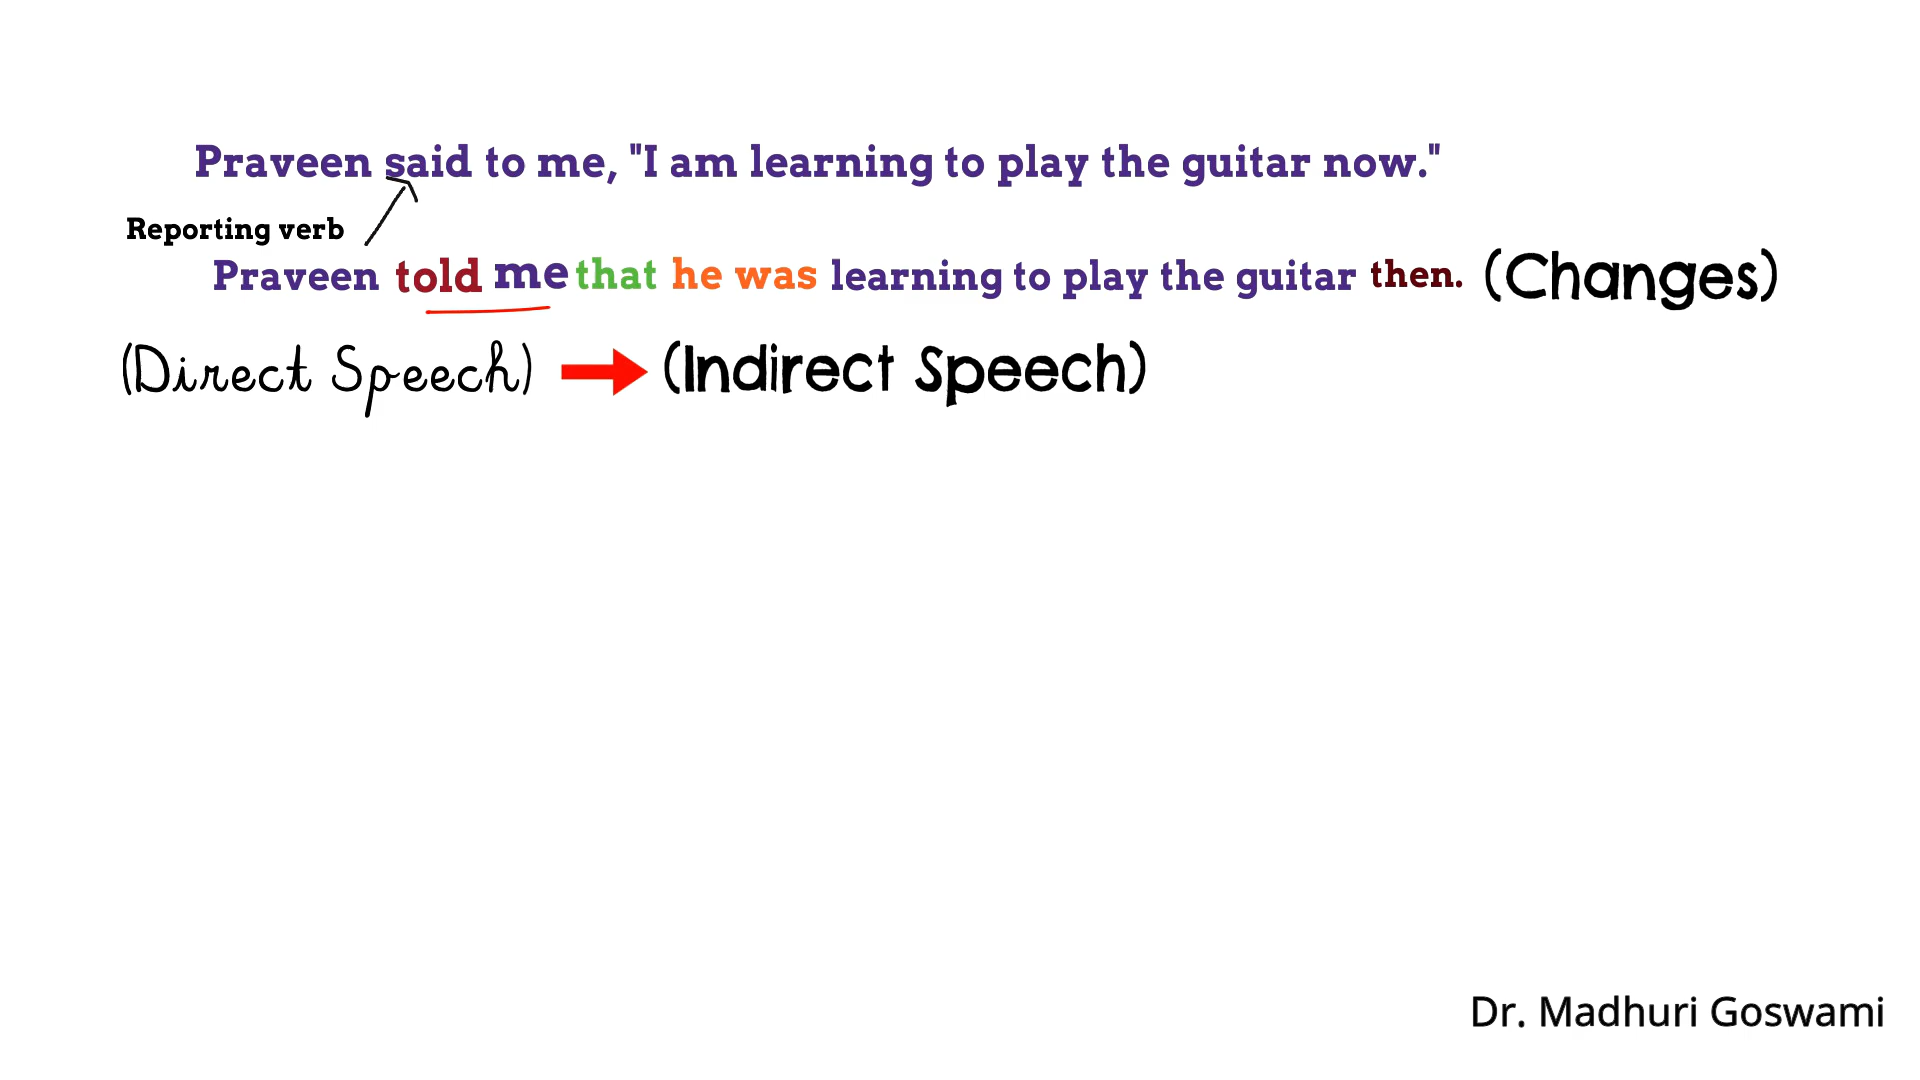 Praveen said to me, "I am learning to play the guitar now."
Reporting verb
Praveen told me that he was learning to play the guitar then. (Changes)
(Direct Speech) (Indirect Speech)
Dr. Madhuri Goswami